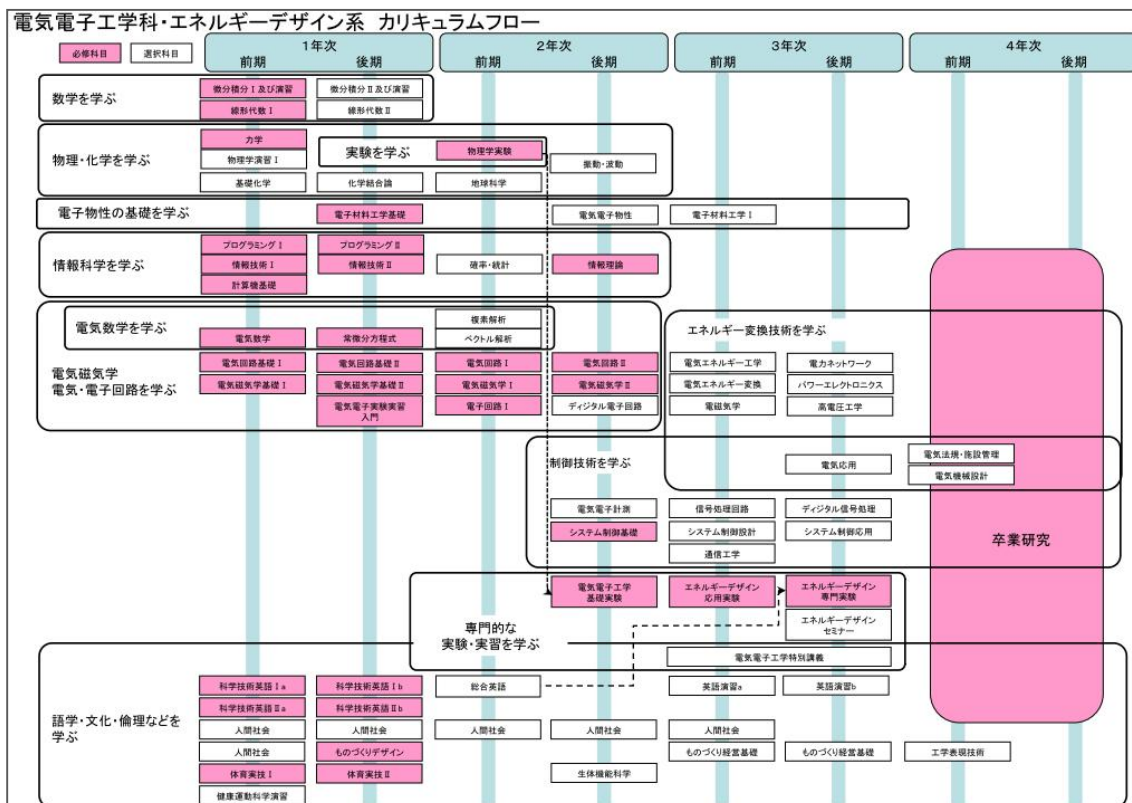 電気電子工学科・エネルギーデザイン系 カリキュラムフロー
必修科目 選択科目
1年次 2年次 3年次 4年次
前期 後期 前期 後期 前期 後期 前期 後期
数学を学ぶ
微分積分Ⅰ及び演習 微分積分Ⅱ及び演習
線形代数Ⅰ 線形代数Ⅱ
物理・化学を学ぶ
力学
実験を学ぶ 物理学実験
物理学演習Ⅰ 振動・波動
基礎化学 化学結合論 地球科学
電子物性の基礎を学ぶ
電子材料工学基礎 電気電子物性 電子材料工学Ⅰ
情報科学を学ぶ
プログラミングⅠ プログラミングⅡ
情報技術Ⅰ 情報技術Ⅱ 確率・統計 情報理論
計算機基礎
電気数学を学ぶ
複素解析
電気数学 常微分方程式 ベクトル解析
電気磁気学
電気・電子回路を学ぶ
電気回路基礎Ⅰ 電気回路基礎Ⅱ 電気回路Ⅰ 電気回路Ⅱ
電気磁気学基礎Ⅰ 電気磁気学基礎Ⅱ 電気磁気学Ⅰ 電気磁気学Ⅱ
電気電子実験実習
入門
電子回路Ⅰ ディジタル電子回路
エネルギー変換技術を学ぶ
電気エネルギー工学 電力ネットワーク
電気エネルギー変換 パワーエレクトロニクス
電磁気学 高電圧工学
制御技術を学ぶ
電気応用 電気法規・施設管理
電気機械設計
電気電子計測 信号処理回路 ディジタル信号処理
システム制御基礎 システム制御設計 システム制御応用
通信工学
卒業研究
専門的な
実験・実習を学ぶ
電気電子工学
基礎実験
エネルギーデザイン
応用実験
エネルギーデザイン
専門実験
エネルギーデザイン
セミナー
電気電子工学特別講義
語学・文化・倫理などを
学ぶ
科学技術英語Ⅰa 科学技術英語Ⅰb 総合英語 英語演習a 英語演習b
科学技術英語Ⅱa 科学技術英語Ⅱb
人間社会 人間社会 人間社会 人間社会 人間社会
人間社会 ものづくりデザイン ものづくり経営基礎 ものづくり経営基礎 工学表現技術
体育実技Ⅰ 体育実技Ⅱ 生体機能科学
健康運動科学演習